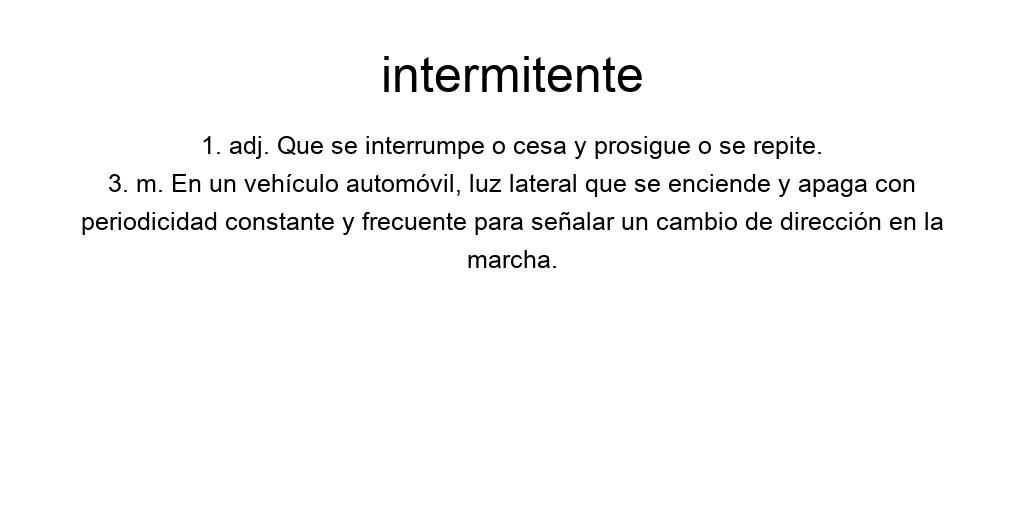 intermitente
1. adj. Que se interrumpe o cesa y prosigue o se repite.
3. m. En un vehículo automóvil, luz lateral que se enciende y apaga con
periodicidad constante y frecuente para señalar un cambio de dirección en la
marcha.